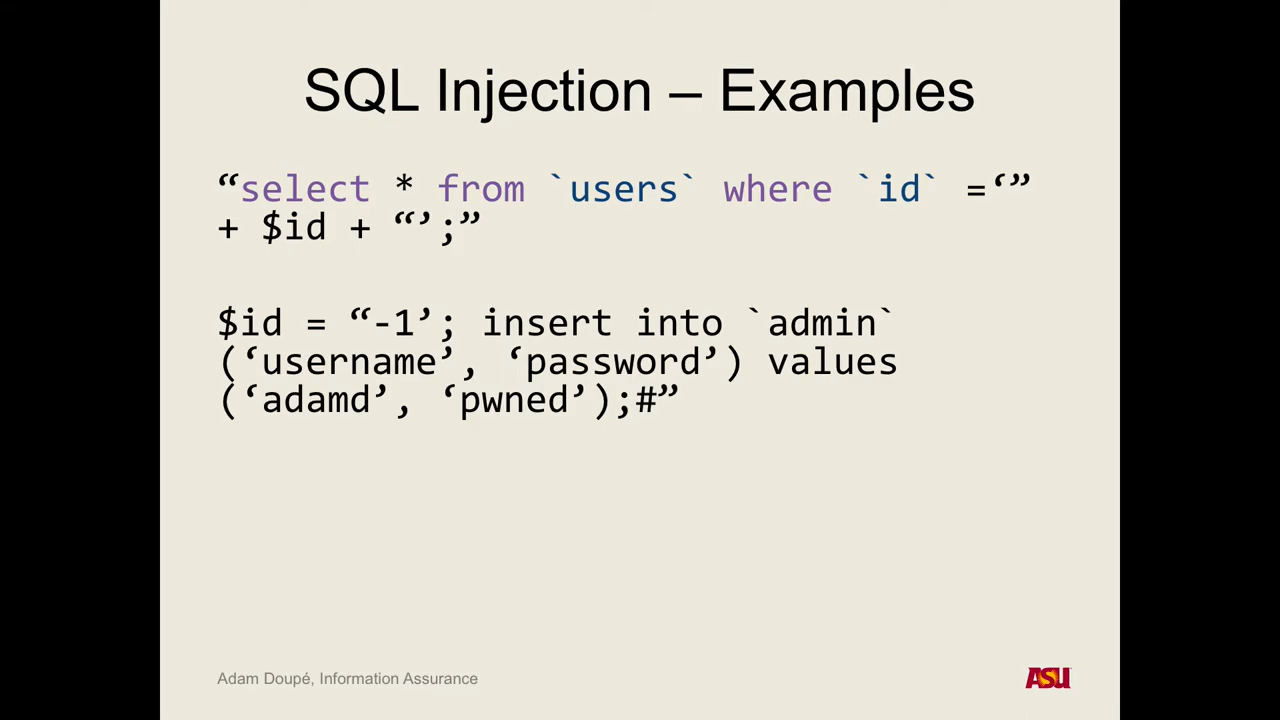 SQL Injection – Examples
“select * from `users` where `id` =‘”
+ $id + “’;”
$id = “-1’; insert into `admin`
(‘username’, ‘password’) values
(‘adamd’, ‘pwned’);#”
Adam Doupé, Information Assurance
ASU